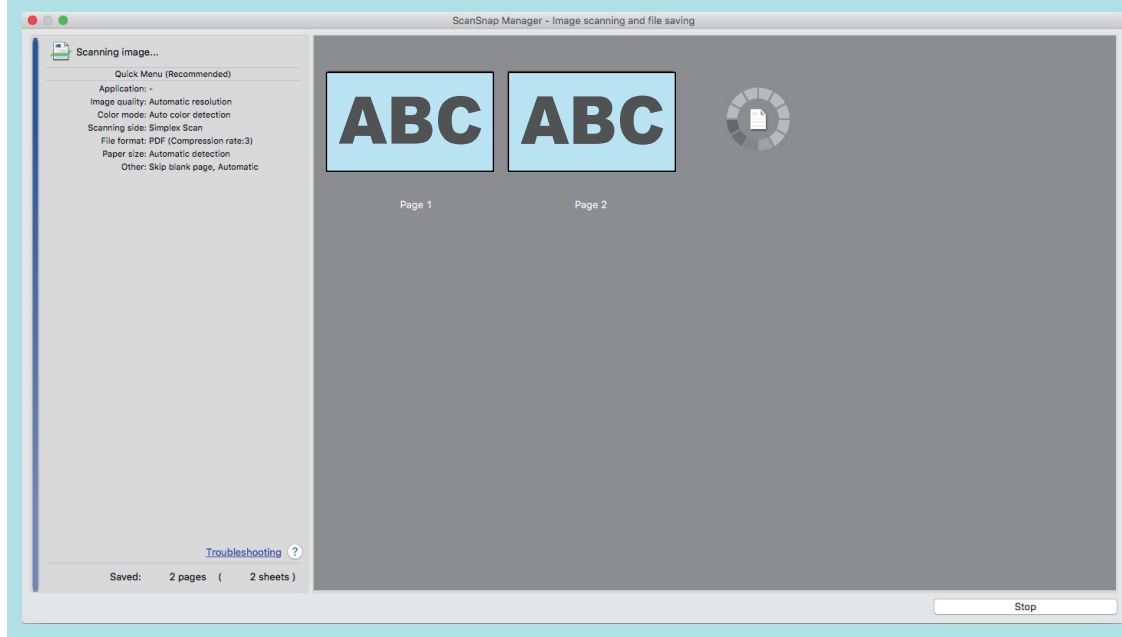 ScanSnap Manager - Image scanning and file saving
Scanning image...
Quick Menu (Recommended)
Application: -
Image quality: Automatic resolution
Color mode: Auto color detection
Scanning side: Simplex Scan
File format: PDF (Compression rate:3)
Paper size: Automatic detection
Other: Skip blank page, Automatic
ABC
ABC
Page 1
Page 2
Troubleshooting ?
Saved: 2 pages ( 2 sheets )
Stop